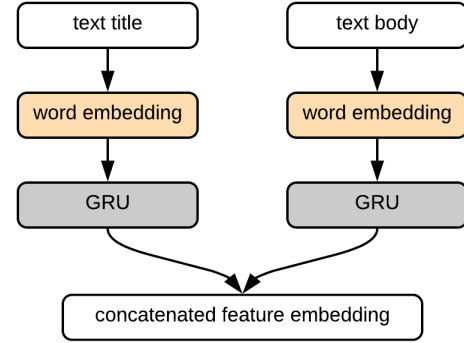 text title
text body
word embedding
word embedding
GRU
GRU
concatenated feature embedding